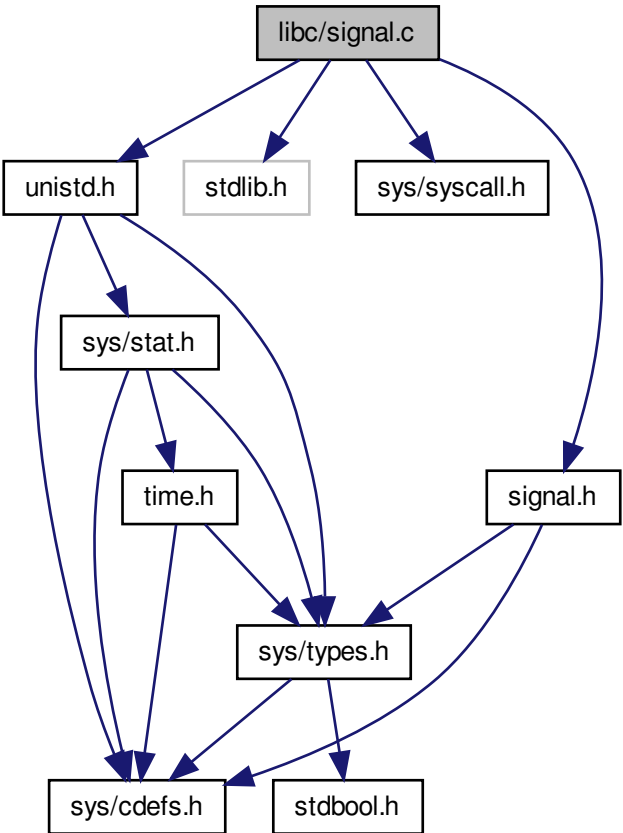 libc/signal.c
unistd.h
stdlib.h
sys/syscall.h
sys/stat.h
time.h
signal.h
sys/types.h
sys/cdefs.h
stdbool.h